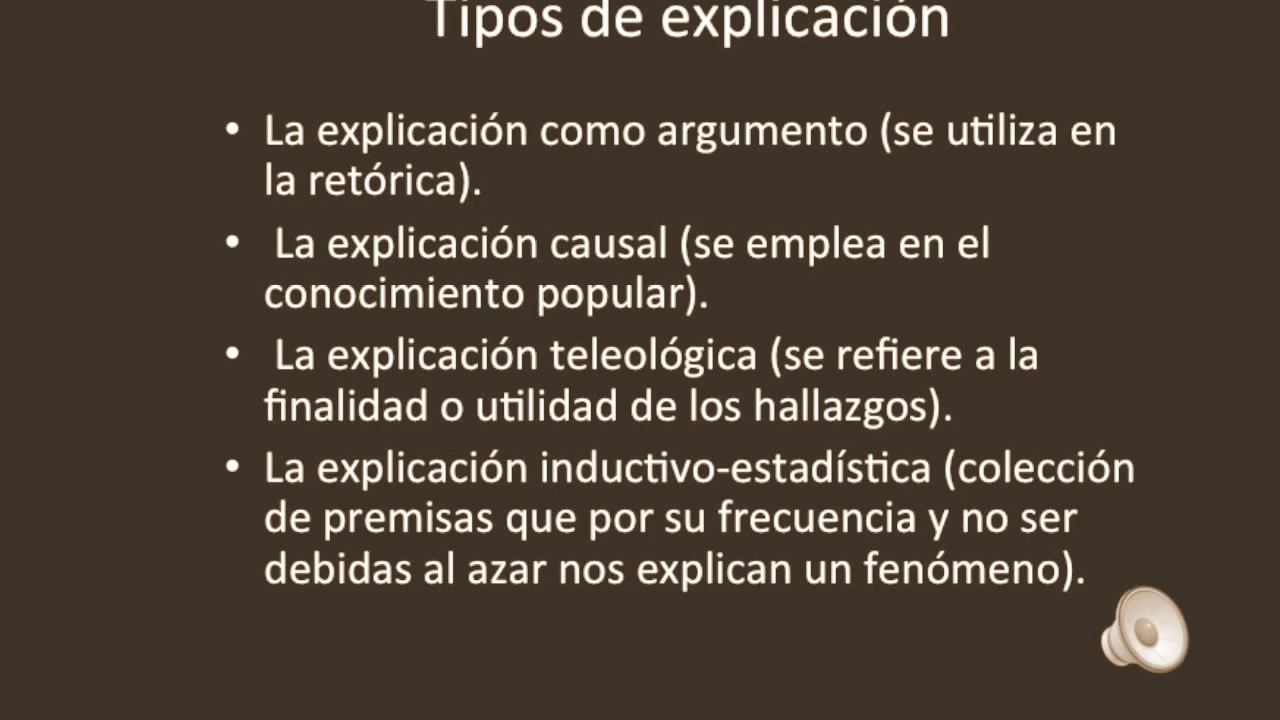 Tipos de explicación
• La explicación como argumento (se utiliza en
la retórica).
• La explicación causal (se emplea en el
conocimiento popular).
• La explicación teleológica (se refiere a la
finalidad o utilidad de los hallazgos).
• La explicación inductivo-estadística (colección
de premisas que por su frecuencia y no ser
debidas al azar nos explican un fenómeno).